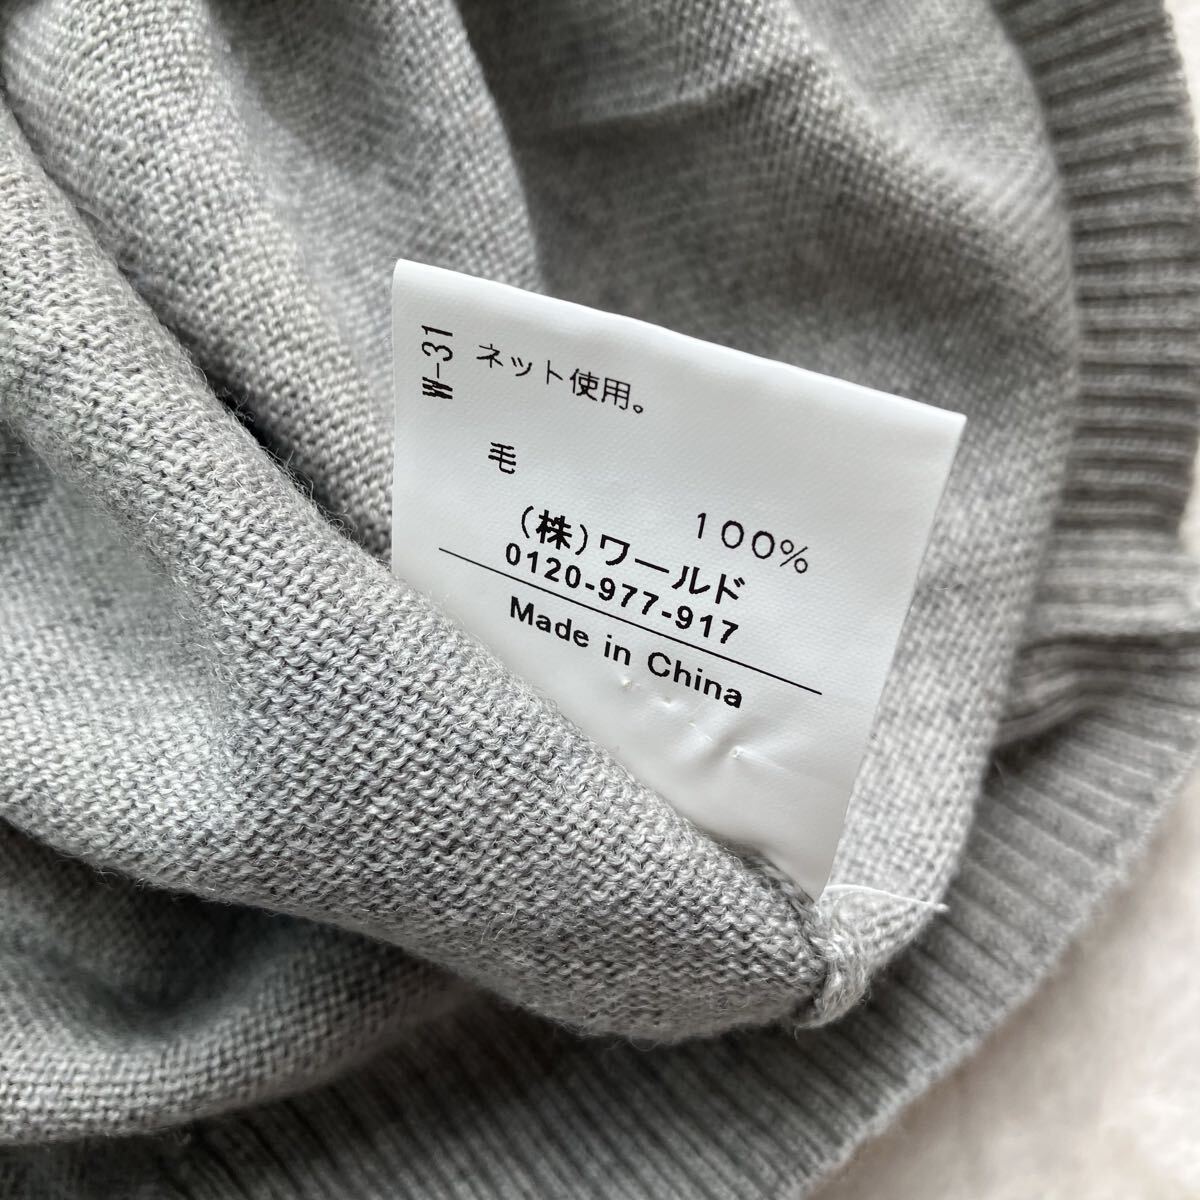 W-31
ネット使用。
毛
100%
(株)ワールド
0120-977-917
Made in China